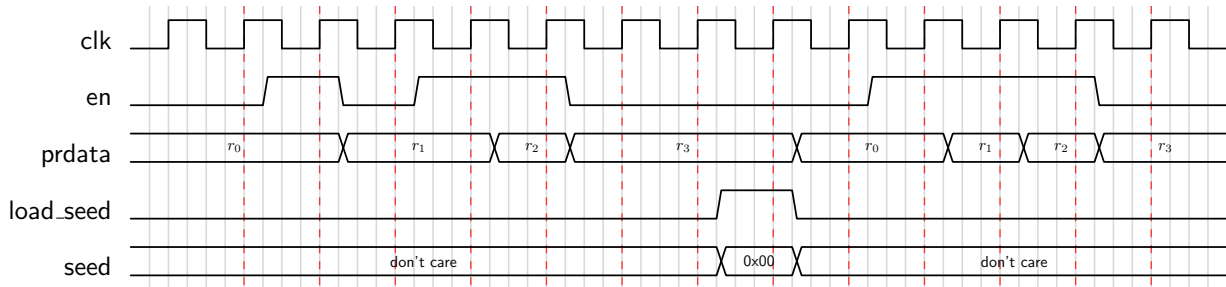 clk
en
prdata r₀ r₁ r₂ r₃ r₀ r₁ r₂ r₃
load_seed
seed don't care 0x00 don't care